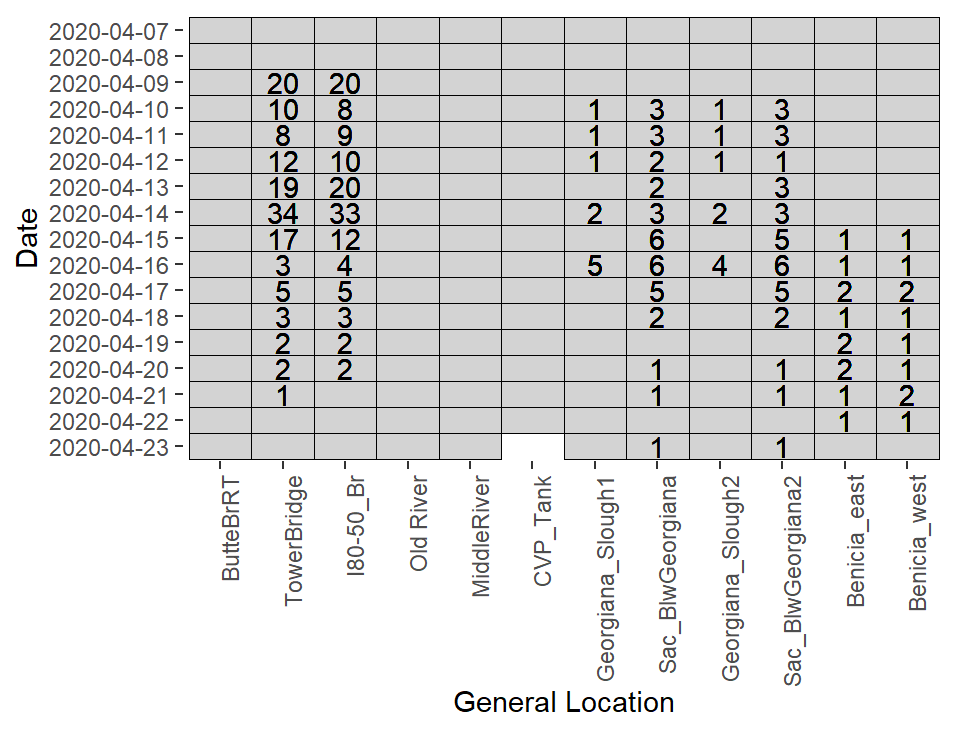 2020-04-07
2020-04-08
2020-04-09 20 20
2020-04-10 10 8 1 3 1 3
2020-04-11 8 9 1 3 1 3
2020-04-12 12 10 1 2 1 1
2020-04-13 19 20 2 3
2020-04-14 34 33 2 3 2 3
2020-04-15 17 12 6 5 1 1
2020-04-16 3 4 5 6 4 6 1 1
2020-04-17 5 5 5 5 2 2
2020-04-18 3 3 2 2 1 1
2020-04-19 2 2 2 1
2020-04-20 2 2 1 1 2 1
2020-04-21 1 1 1 1 2
2020-04-22 1 1
2020-04-23 1 1
Date
ButteBrRT
TowerBridge
I80-50_Br
Old River
MiddleRiver
CVP_Tank
Georgiana_Slough1
Sac_BlwGeorgiana
Georgiana_Slough2
Sac_BlwGeorgiana2
Benicia_east
Benicia_west
General Location